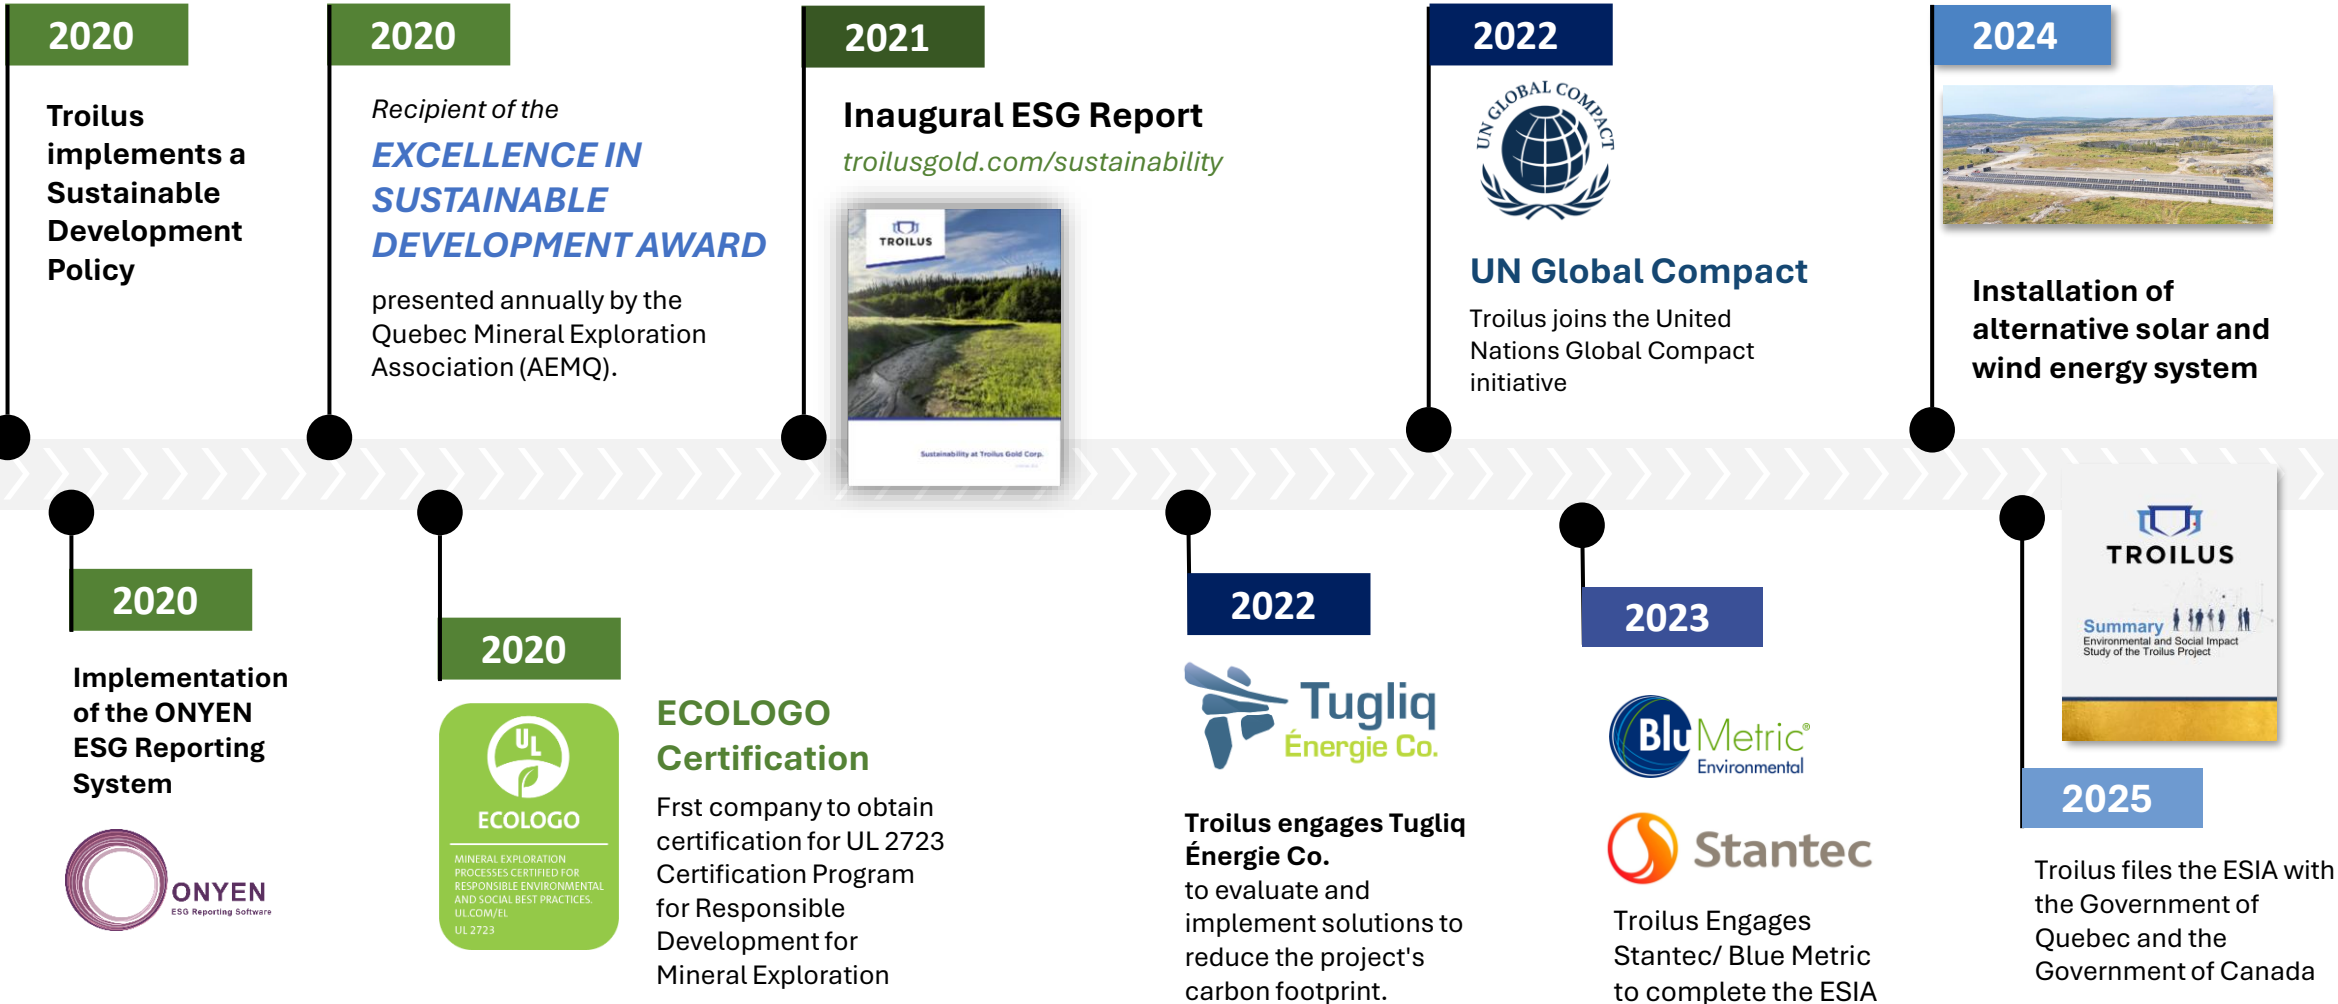 2020
Troilus
implements a
Sustainable
Development
Policy
2020
Recipient of the
EXCELLENCE IN
SUSTAINABLE
DEVELOPMENT AWARD
presented annually by the
Quebec Mineral Exploration
Association (AEMQ).
2021
Inaugural ESG Report
troilusgold.com/sustainability
TROILUS
Sustainability at Troilus Gold Corp.
2022
UN GLOBAL COMPACT
UN Global Compact
Troilus joins the United
Nations Global Compact
initiative
2024
Installation of
alternative solar and
wind energy system
2020
Implementation
of the ONYEN
ESG Reporting
System
ONYEN
ESG Reporting Software
2020
UL
ECOLOGO
MINERAL EXPLORATION
PROCESSES CERTIFIED FOR
RESPONSIBLE ENVIRONMENTAL
AND SOCIAL BEST PRACTICES.
UL.COM/EL
UL 2723
ECOLOGO
Certification
Frst company to obtain
certification for UL 2723
Certification Program
for Responsible
Development for
Mineral Exploration
2022
Tugliq
Énergie Co.
Troilus engages Tugliq
Énergie Co.
to evaluate and
implement solutions to
reduce the project's
carbon footprint.
2023
BluMetric®
Environmental
Stantec
Troilus Engages
Stantec/ Blue Metric
to complete the ESIA
TROILUS
Summary
Environmental and Social Impact
Study of the Troilus Project
2025
Troilus files the ESIA with
the Government of
Quebec and the
Government of Canada